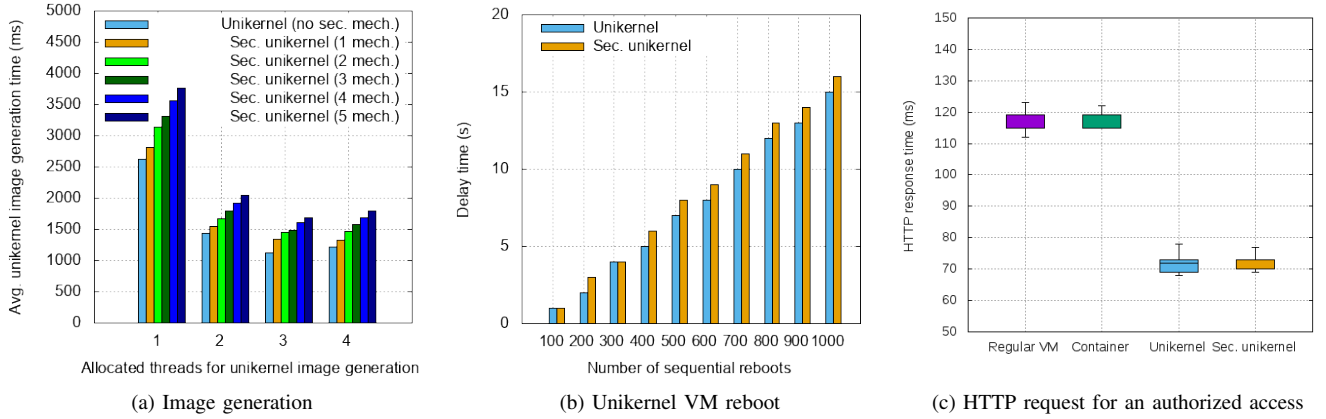 5000
4500
4000
3500
3000
2500
2000
1500
1000
500
0
Avg. unikernel image generation time (ms)
Unikernel (no sec. mech.)
Sec. unikernel (1 mech.)
Sec. unikernel (2 mech.)
Sec. unikernel (3 mech.)
Sec. unikernel (4 mech.)
Sec. unikernel (5 mech.)
1 2 3 4
Allocated threads for unikernel image generation
(a) Image generation
20
15
10
5
0
Delay time (s)
Unikernel
Sec. unikernel
100 200 300 400 500 600 700 800 900 1000
Number of sequential reboots
(b) Unikernel VM reboot
150
140
130
120
110
100
90
80
70
60
50
HTTP response time (ms)
Regular VM Container Unikernel Sec. unikernel
(c) HTTP request for an authorized access